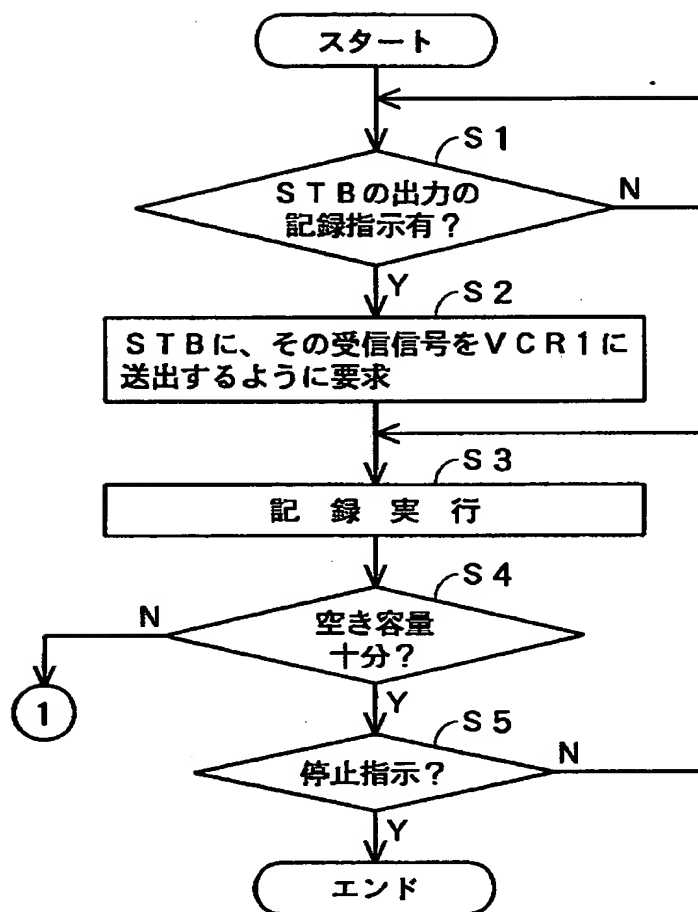 スタート
S1
STBの出力の
記録指示有？
N
Y
S2
STBに、その受信信号をVCR1に
送出するように要求
S3
記録実行
S4
空き容量
十分？
N
1
Y
S5
停止指示？
N
Y
エンド